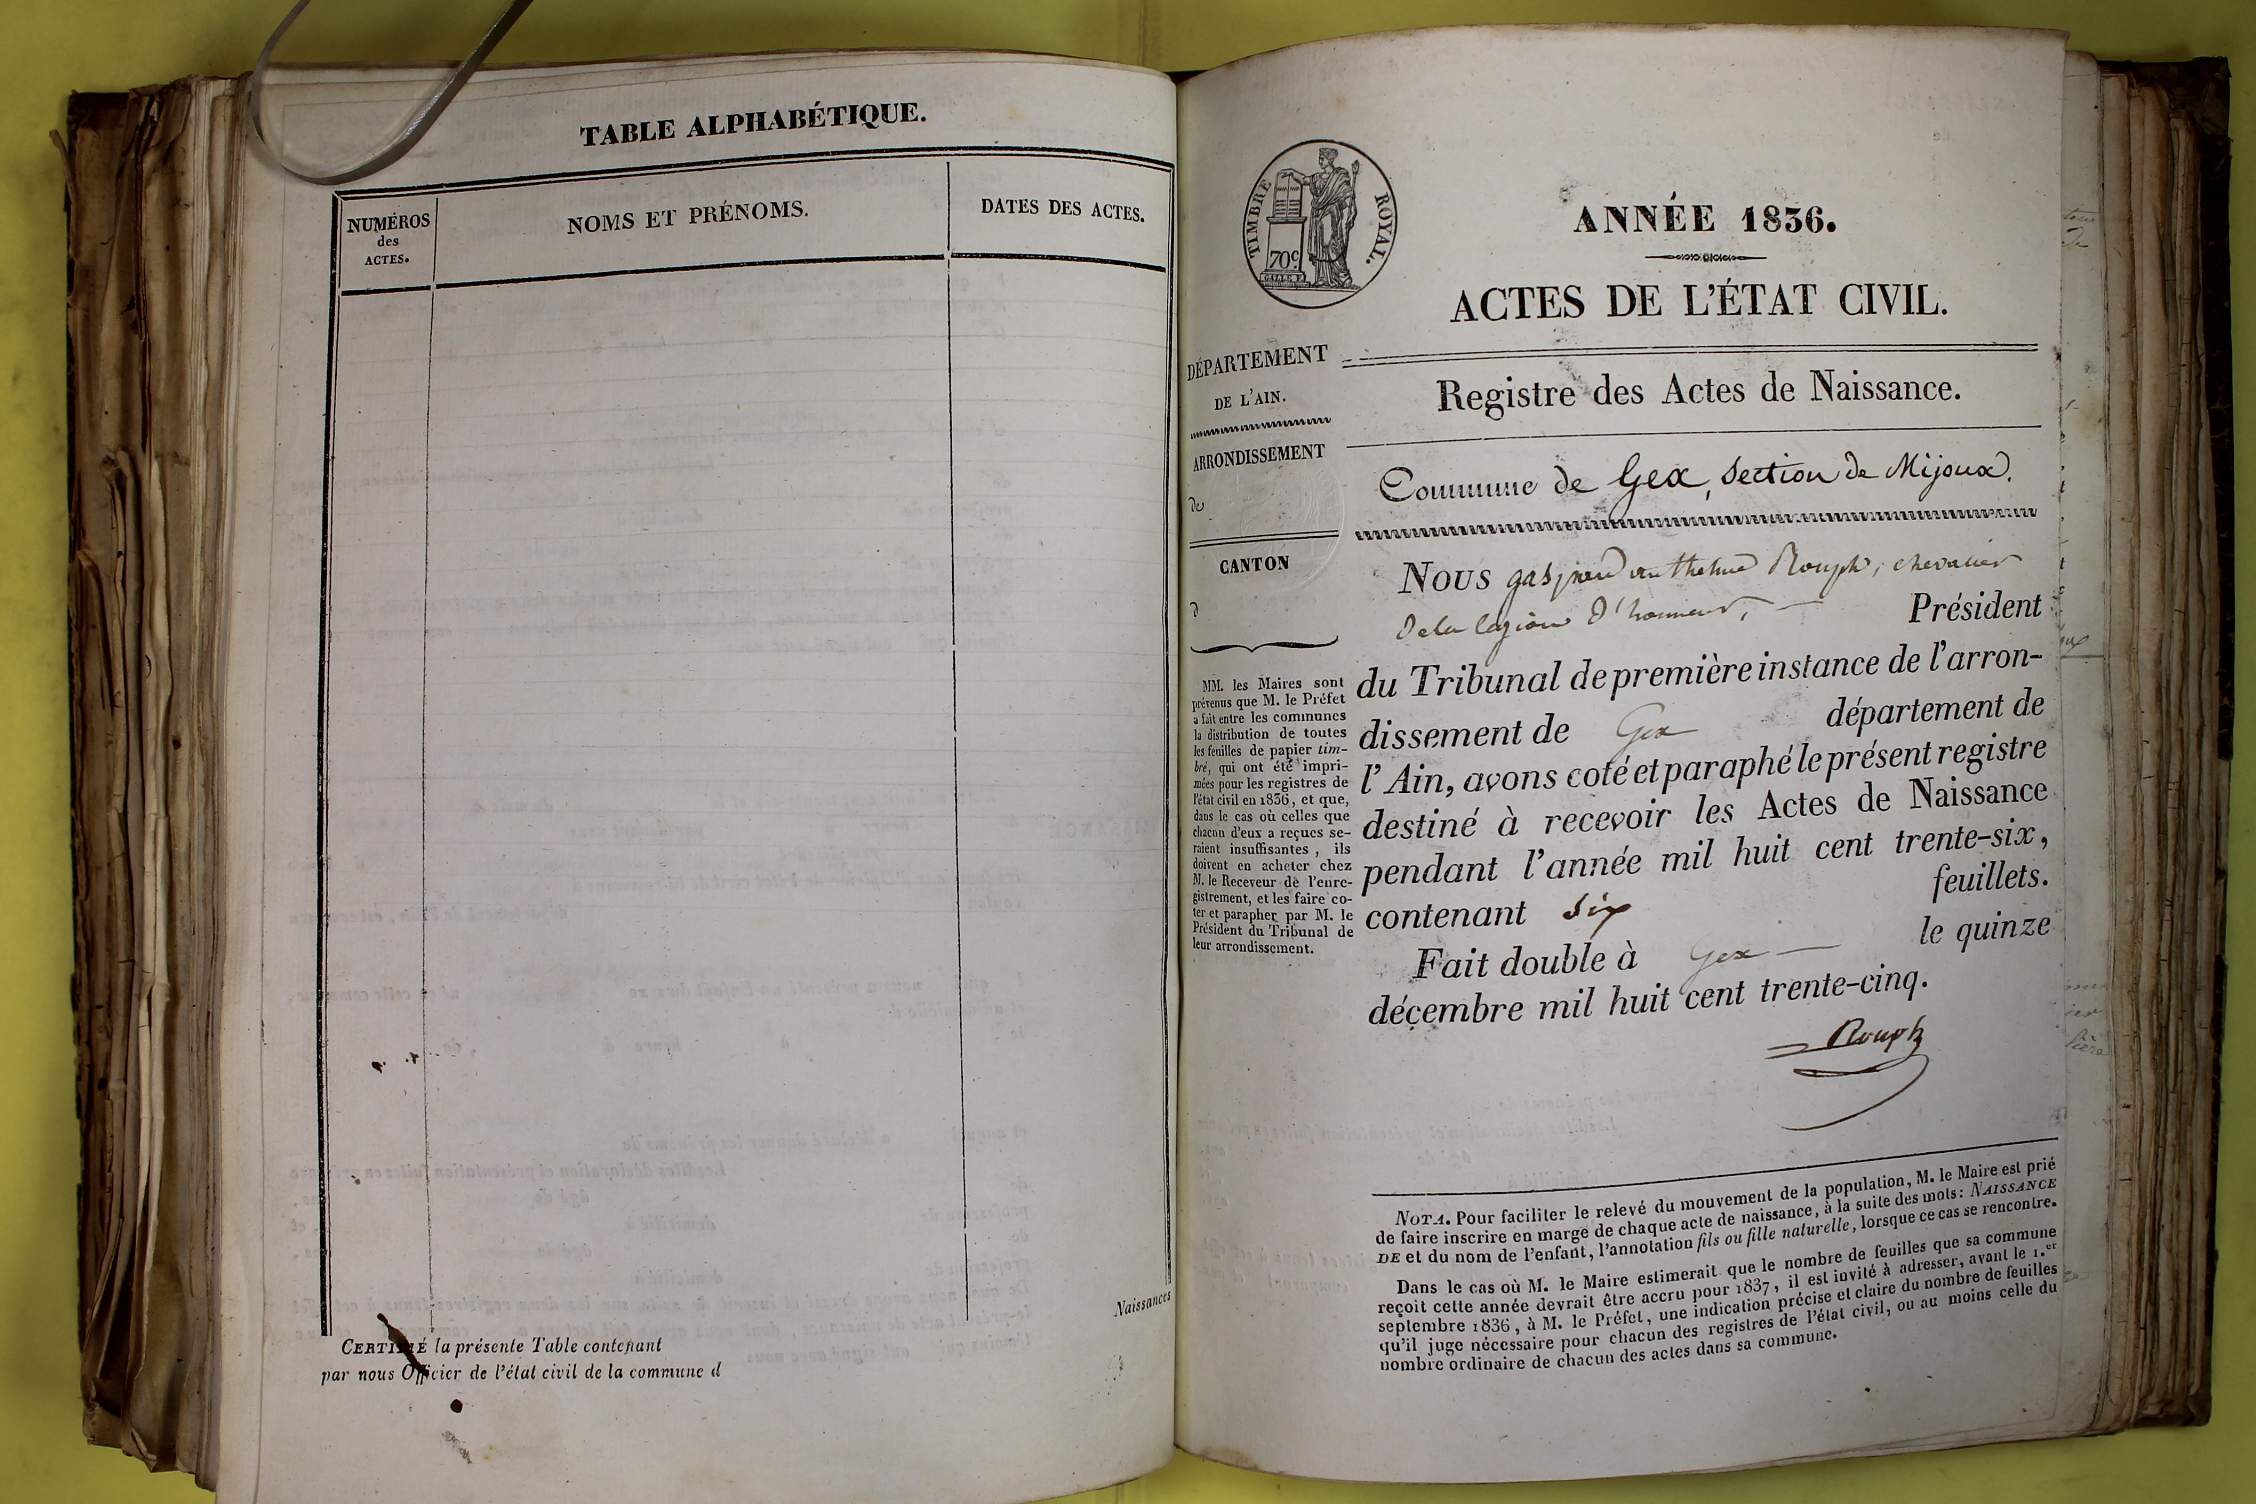 TABLE ALPHABÉTIQUE.
NUMÉROS
des
ACTES.
NOMS ET PRÉNOMS.
DATES DES ACTES.
Naissances
CERTIFIÉ la présente Table contenant
par nous Officier de l'état civil de la commune d
TIMBRE ROYAL.
70c
ANNÉE 1836.
ACTES DE L'ÉTAT CIVIL.
DÉPARTEMENT
DE L'AIN.
ARRONDISSEMENT
de
CANTON
d
MM. les Maires sont
prévenus que M. le Préfet
a fait entre les communes
la distribution de toutes
les feuilles de papier tim-
bré, qui ont été impri-
mées pour les registres de
l'état civil en 1836, et que,
dans le cas où celles que
chacun d'eux a reçues se-
raient insuffisantes, ils
doivent en acheter chez
M. le Receveur de l'enre-
gistrement, et les faire co-
ter et parapher par M. le
Président du Tribunal de
leur arrondissement.
Registre des Actes de Naissance.
Commune de Gex, Section de Mijoux.
Nous gaspard anthelme Rouph, chevalier
de la legion d'honneur, Président
du Tribunal de première instance de l'arron-
dissement de Gex département de
l'Ain, avons coté et paraphé le présent registre
destiné à recevoir les Actes de Naissance
pendant l'année mil huit cent trente-six,
contenant six feuillets.
Fait double à Gex le quinze
décembre mil huit cent trente-cinq.
Rouph
NOTA. Pour faciliter le relevé du mouvement de la population, M. le Maire est prié
de faire inscrire en marge de chaque acte de naissance, à la suite des mots: NAISSANCE
DE et du nom de l'enfant, l'annotation fils ou fille naturelle, lorsque ce cas se rencontre.
Dans le cas où M. le Maire estimerait que le nombre de feuilles que sa commune
reçoit cette année devrait être accru pour 1837, il est invité à adresser, avant le 1.er
septembre 1836, à M. le Préfet, une indication précise et claire du nombre de feuilles
qu'il juge nécessaire pour chacun des registres de l'état civil, ou au moins celle du
nombre ordinaire de chacun des actes dans sa commune.